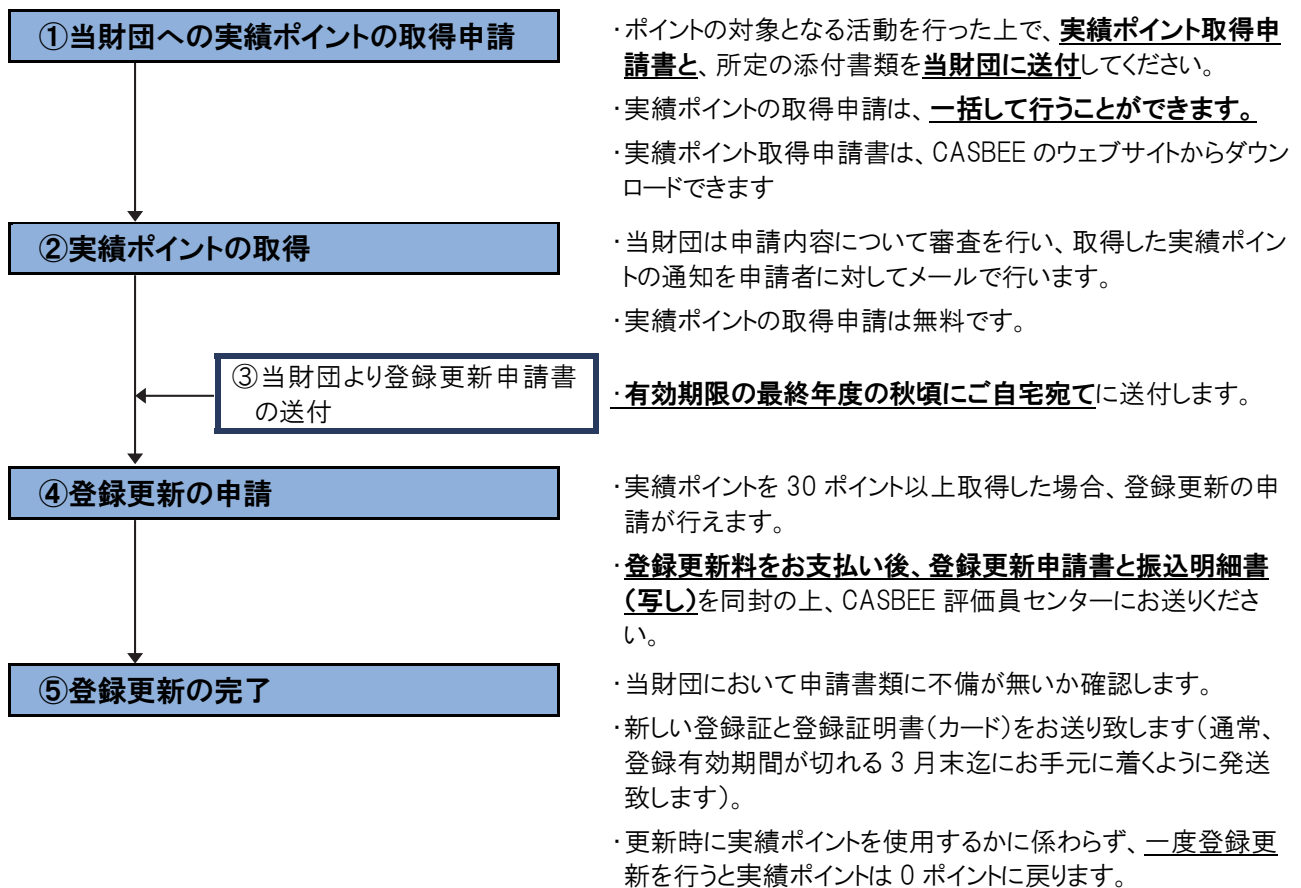 ①当財団への実績ポイントの取得申請
・ポイントの対象となる活動を行った上で、実績ポイント取得申
請書と、所定の添付書類を当財団に送付してください。
・実績ポイントの取得申請は、一括して行うことができます。
・実績ポイント取得申請書は、CASBEE のウェブサイトからダウン
ロードできます
②実績ポイントの取得
・当財団は申請内容について審査を行い、取得した実績ポイン
トの通知を申請者に対してメールで行います。
・実績ポイントの取得申請は無料です。
③当財団より登録更新申請書
の送付
・有効期限の最終年度の秋頃にご自宅宛てに送付します。
④登録更新の申請
・実績ポイントを 30 ポイント以上取得した場合、登録更新の申
請が行えます。
・登録更新料をお支払い後、登録更新申請書と振込明細書
（写し）を同封の上、CASBEE 評価員センターにお送りくださ
い。
⑤登録更新の完了
・当財団において申請書類に不備が無いか確認します。
・新しい登録証と登録証明書（カード）をお送り致します（通常、
登録有効期間が切れる 3 月末迄にお手元に着くように発送
致します）。
・更新時に実績ポイントを使用するかに係わらず、一度登録更
新を行うと実績ポイントは 0 ポイントに戻ります。